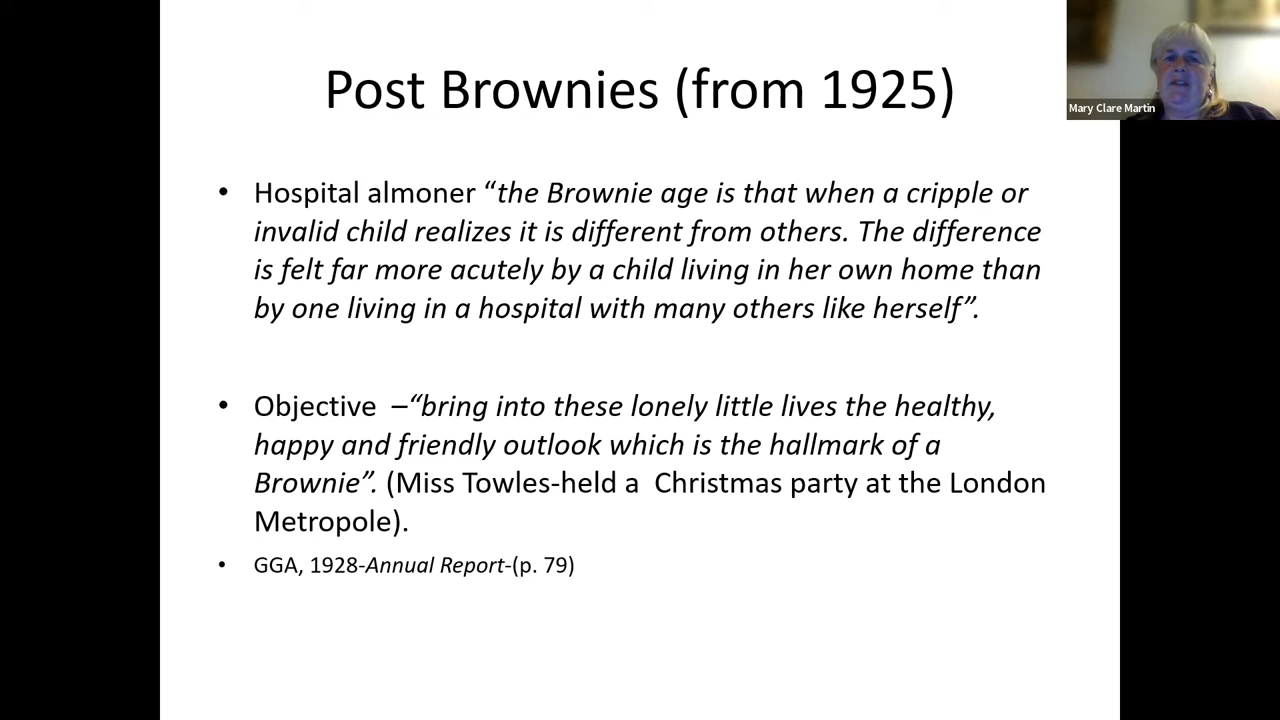 Post Brownies (from 1925)
Mary Clare Martin
• Hospital almoner “the Brownie age is that when a cripple or
invalid child realizes it is different from others. The difference
is felt far more acutely by a child living in her own home than
by one living in a hospital with many others like herself”.
• Objective –“bring into these lonely little lives the healthy,
happy and friendly outlook which is the hallmark of a
Brownie”. (Miss Towles-held a Christmas party at the London
Metropole).
• GGA, 1928-Annual Report-(p. 79)